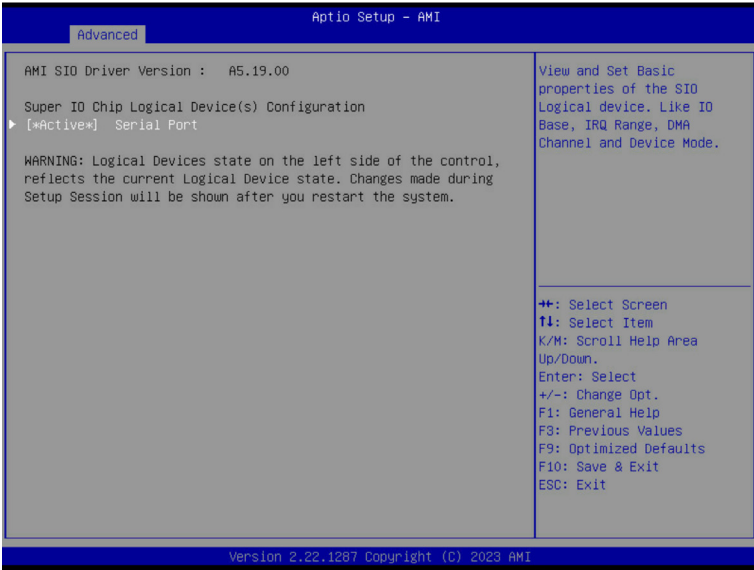 Aptio Setup – AMI
Advanced
AMI SIO Driver Version : A5.19.00
Super IO Chip Logical Device(s) Configuration
[*Active*] Serial Port
WARNING: Logical Devices state on the left side of the control,
reflects the current Logical Device state. Changes made during
Setup Session will be shown after you restart the system.
View and Set Basic
properties of the SIO
Logical device. Like IO
Base, IRQ Range, DMA
Channel and Device Mode.
→←: Select Screen
↑↓: Select Item
K/M: Scroll Help Area
Up/Down.
Enter: Select
+/-: Change Opt.
F1: General Help
F3: Previous Values
F9: Optimized Defaults
F10: Save & Exit
ESC: Exit
Version 2.22.1287 Copyright (C) 2023 AMI